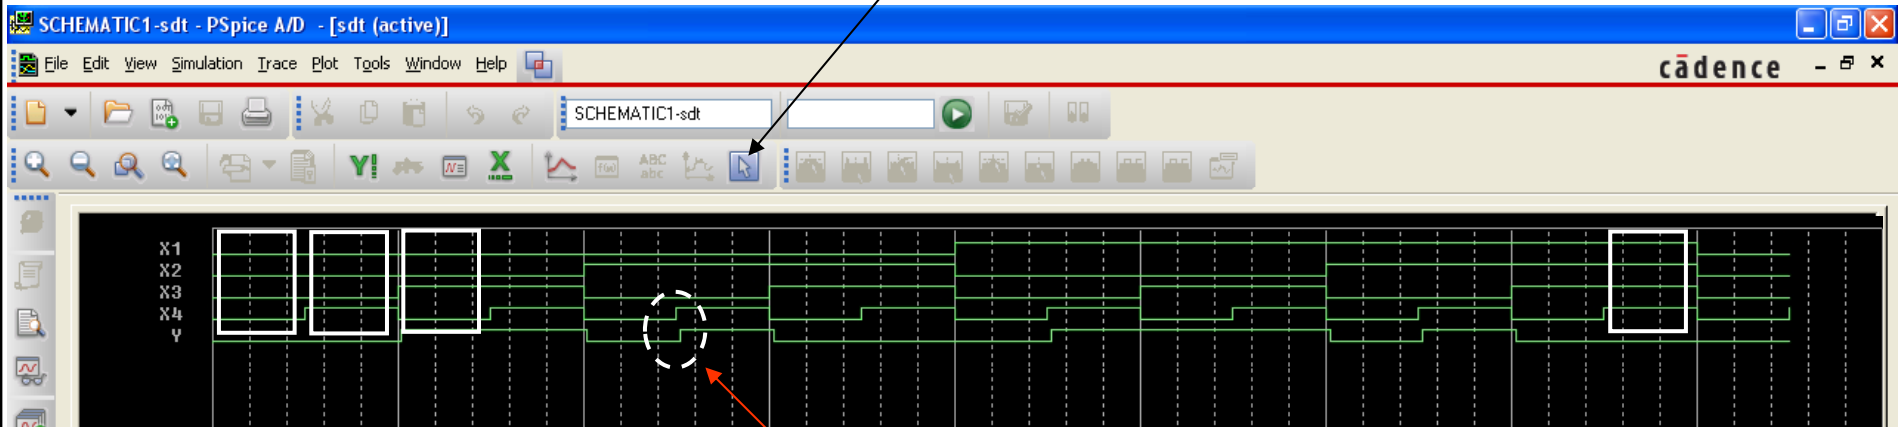 SCHEMATIC1-sdt - PSpice A/D - [sdt (active)]
File Edit View Simulation Trace Plot Tools Window Help cādence
SCHEMATIC1-sdt
ABC
abc
X1
X2
X3
X4
Y